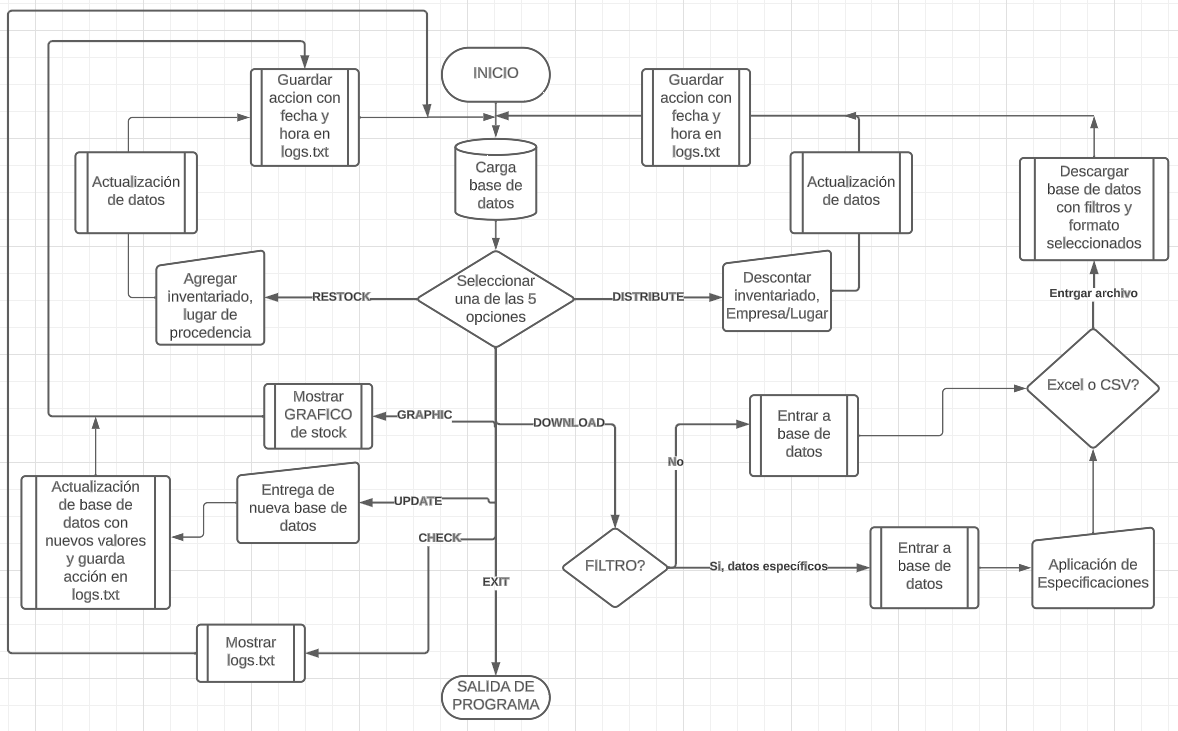 INICIO
Guardar
accion con
fecha y
hora en
logs.txt
Guardar
accion con
fecha y
hora en
logs.txt
Carga
base de
datos
Actualización
de datos
Actualización
de datos
Descargar
base de datos
con filtros y
formato
seleccionados
Agregar
inventariado,
lugar de
procedencia
RESTOCK
Seleccionar
una de las 5
opciones
DISTRIBUTE
Descontar
inventariado,
Empresa/Lugar
Entrgar archivo
Mostrar
GRAFICO
de stock
GRAPHIC
DOWNLOAD
Entrar a
base de
datos
Excel o CSV?
No
Actualización
de base de
datos con
nuevos valores
y guarda
acción en
logs.txt
Entrega de
nueva base de
datos
UPDATE
CHECK
EXIT
FILTRO?
Si, datos específicos
Entrar a
base de
datos
Aplicación de
Especificaciones
Mostrar
logs.txt
SALIDA DE
PROGRAMA